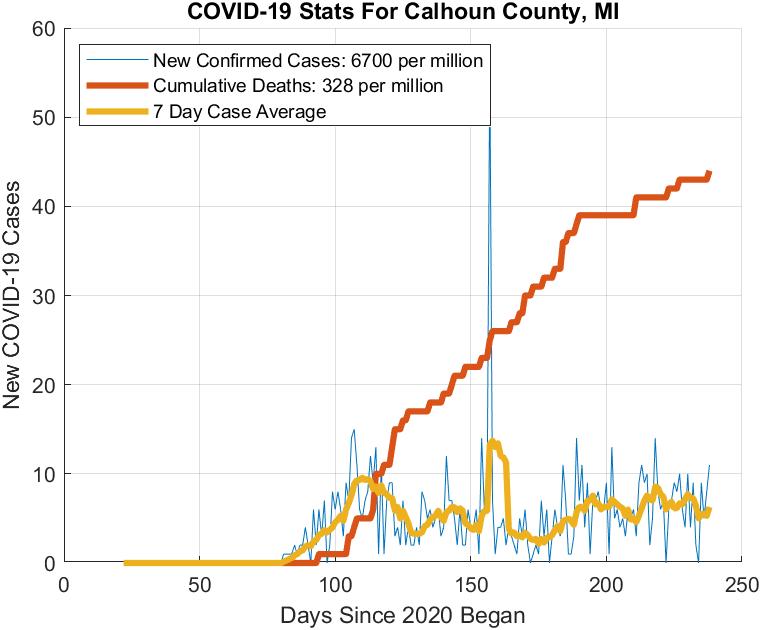 COVID-19 Stats For Calhoun County, MI
New Confirmed Cases: 6700 per million
Cumulative Deaths: 328 per million
7 Day Case Average
New COVID-19 Cases
60
50
40
30
20
10
0
0 50 100 150 200 250
Days Since 2020 Began